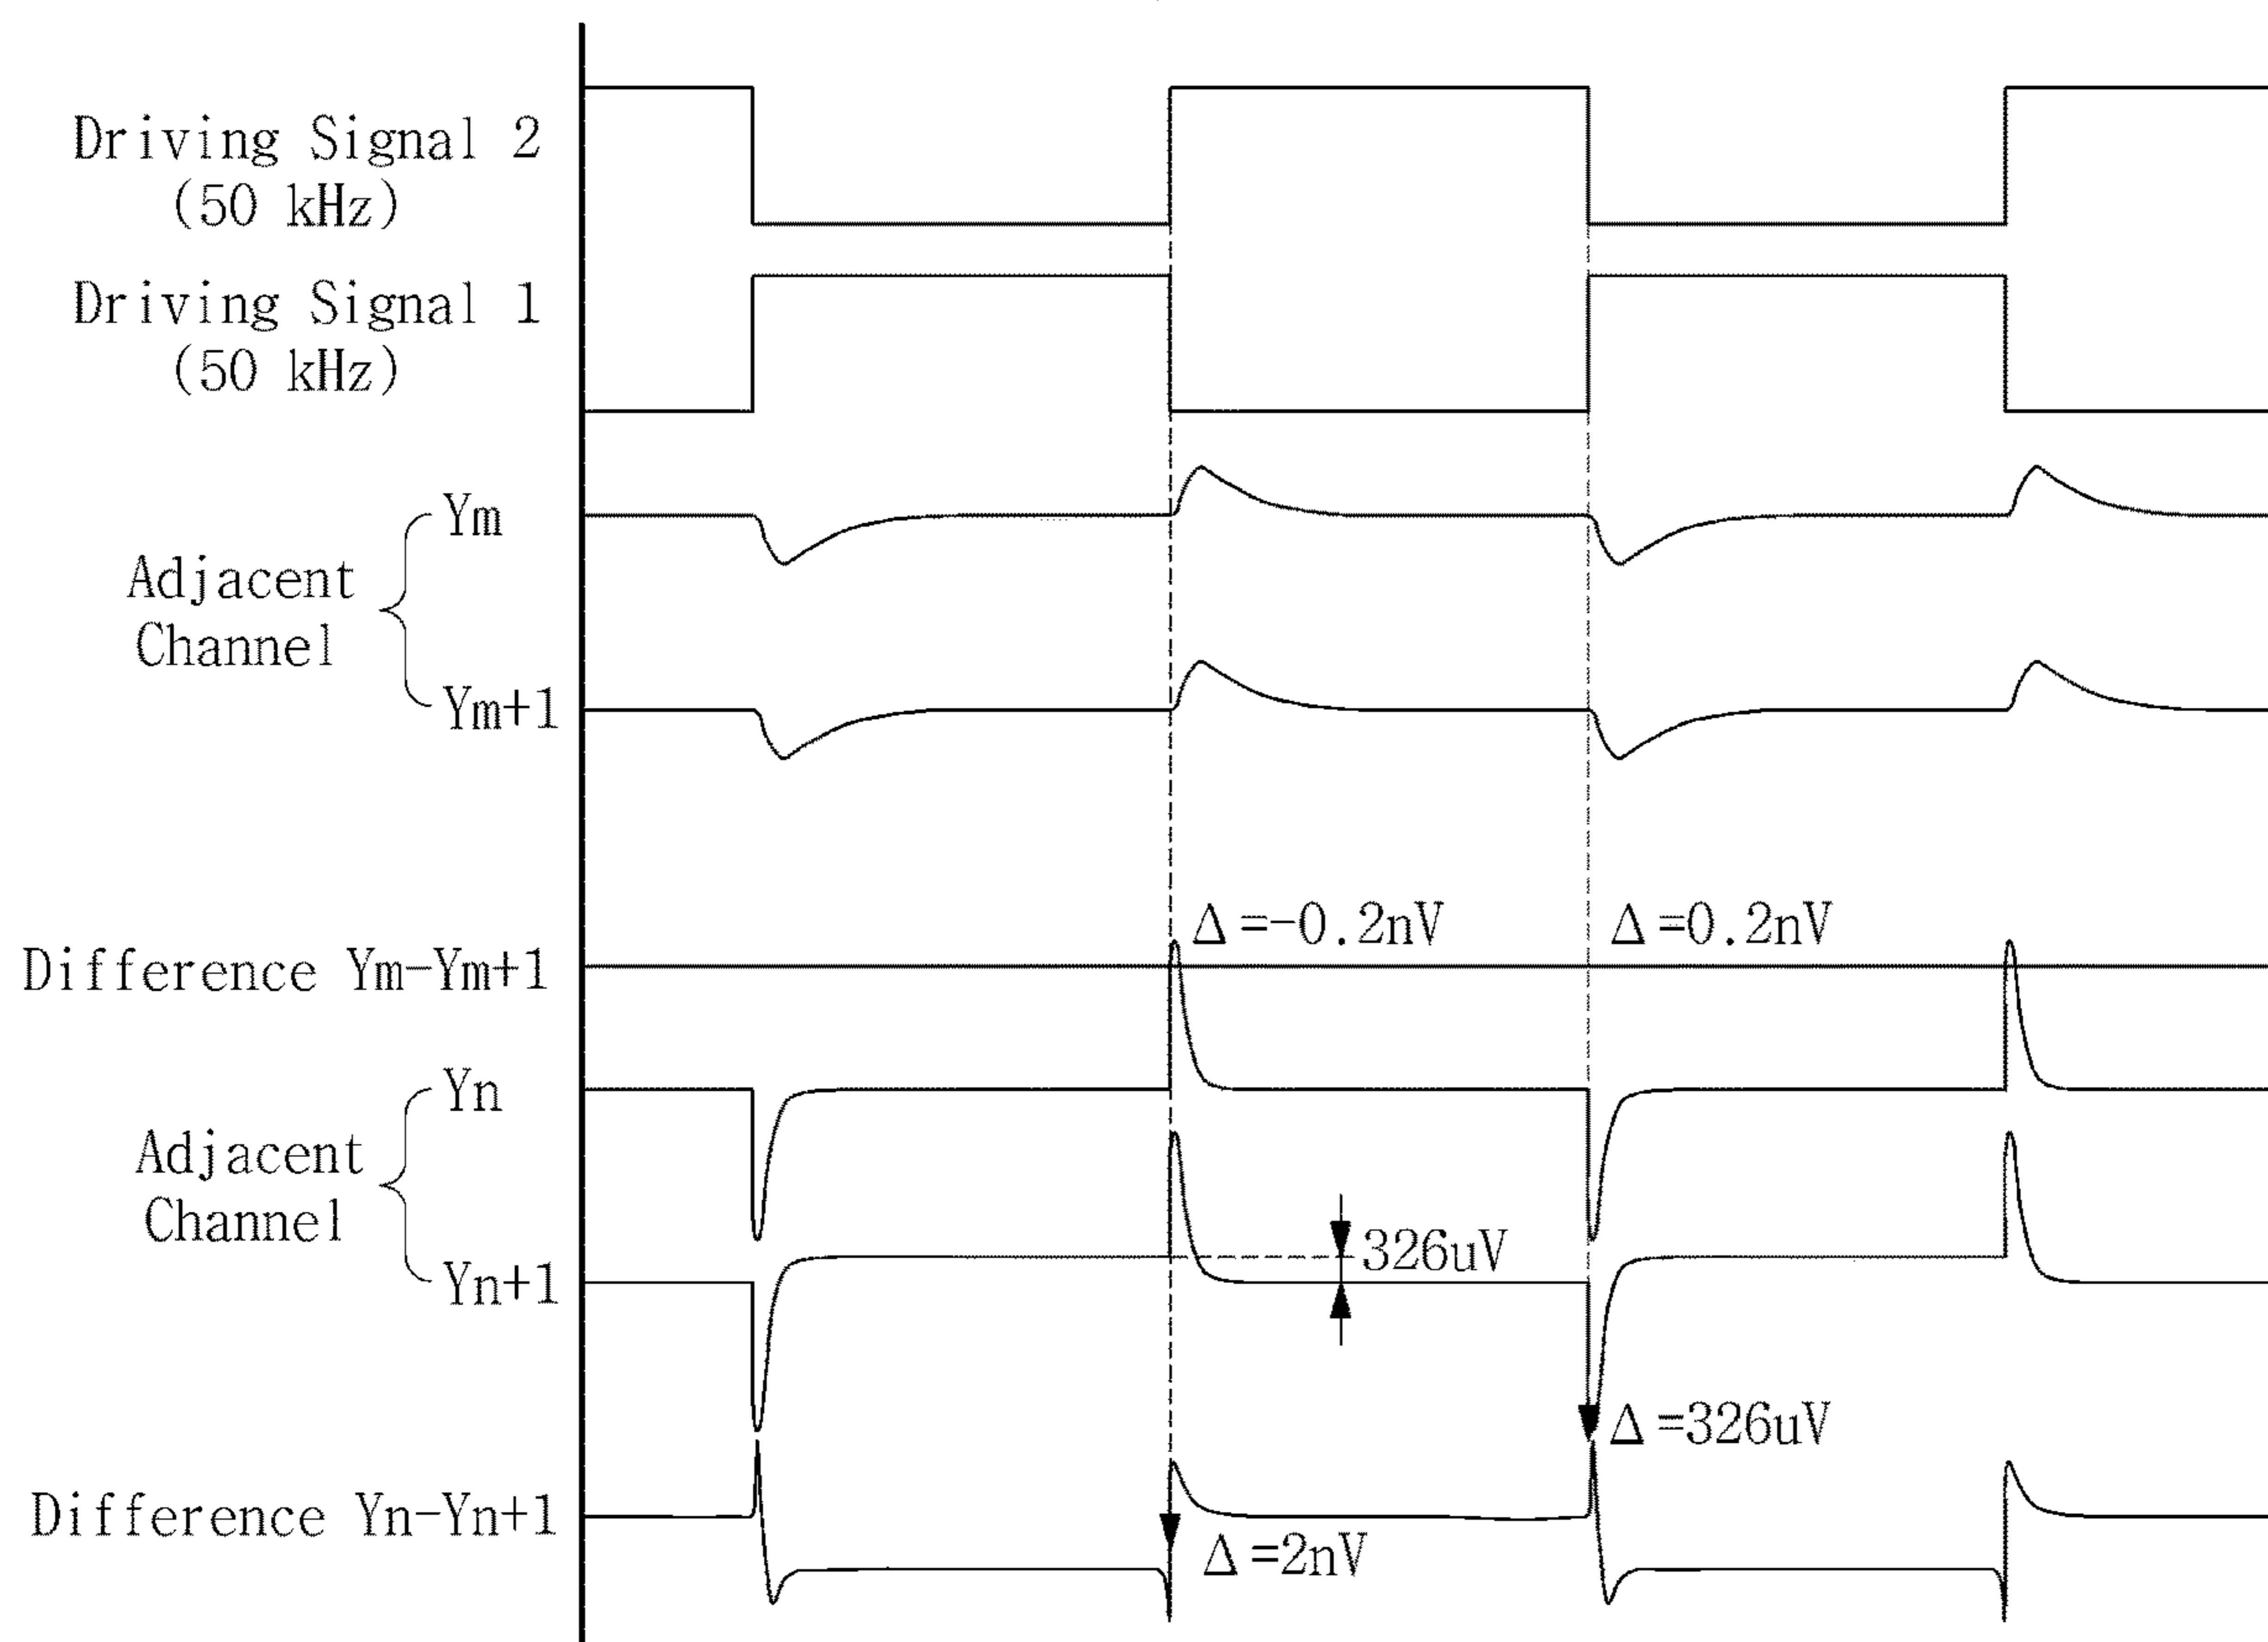 Driving Signal 2
(50 kHz)
Driving Signal 1
(50 kHz)
Ym
Adjacent
Channel
Ym+1
Δ=-0.2nV
Δ=0.2nV
Difference Ym-Ym+1
Yn
Adjacent
Channel
326uV
Yn+1
Δ=326uV
Difference Yn-Yn+1
Δ=2nV